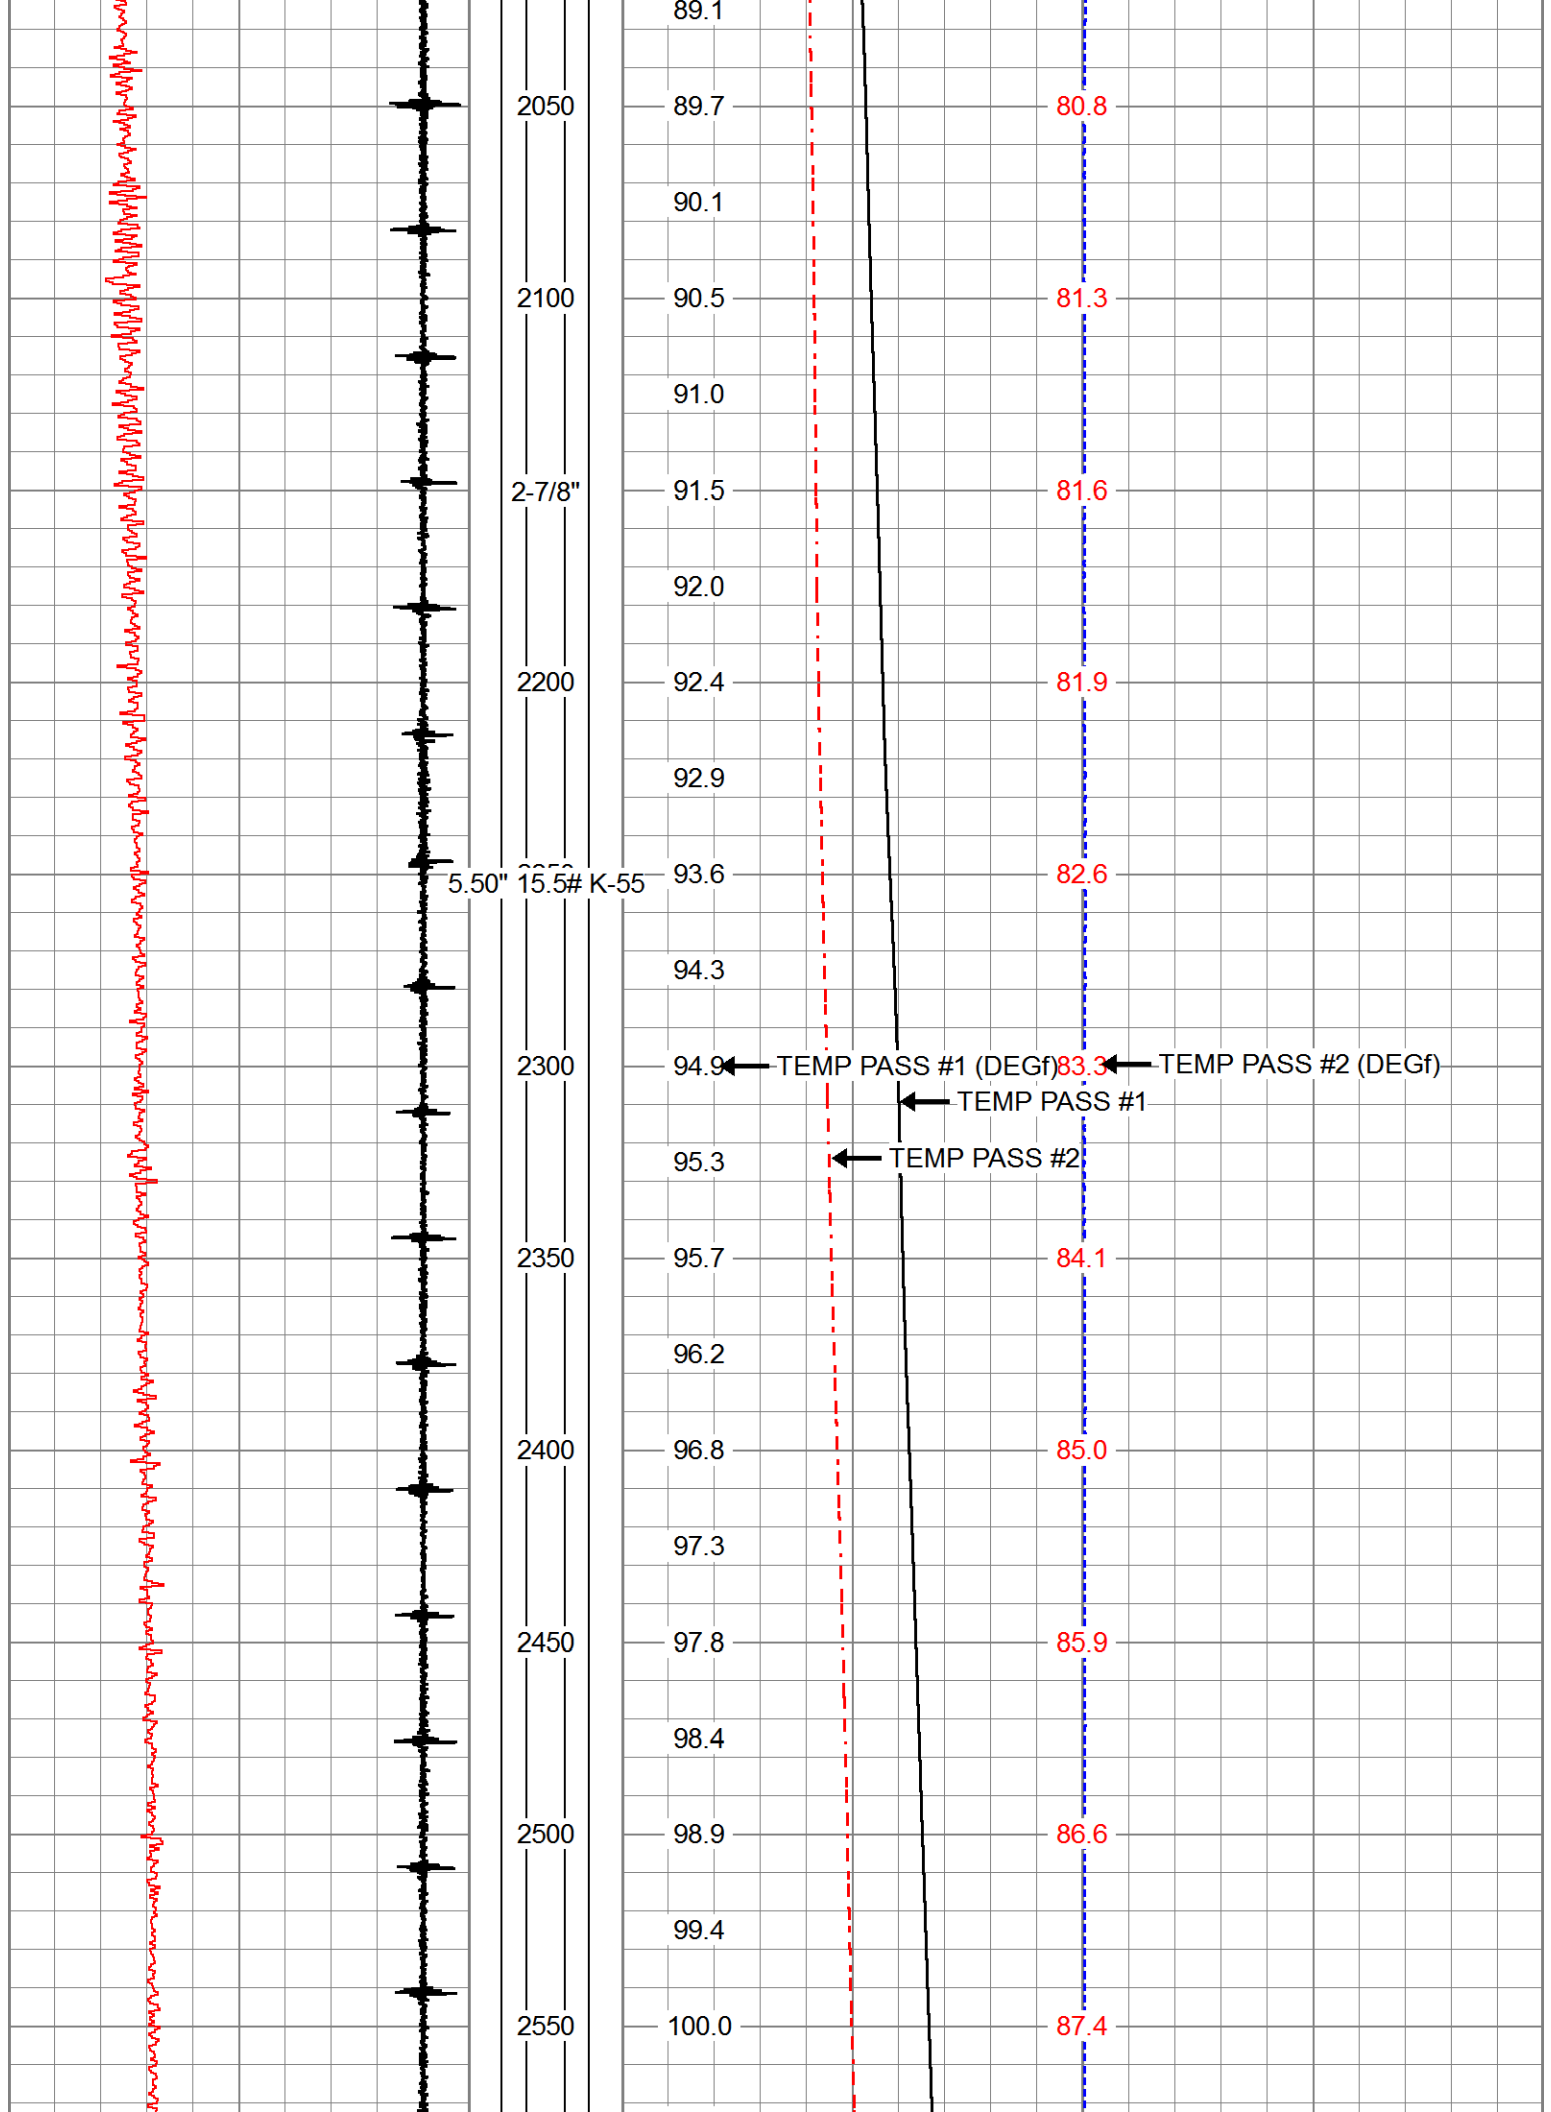 89.1
2050 89.7 80.8
90.1
2100 90.5 81.3
91.0
2-7/8" 91.5 81.6
92.0
2200 92.4 81.9
92.9
93.6 82.6
5.50" 15.5# K-55
94.3
2300 94.9 TEMP PASS #1 (DEGf) 83.3 TEMP PASS #2 (DEGf)
TEMP PASS #1
95.3 TEMP PASS #2
2350 95.7 84.1
96.2
2400 96.8 85.0
97.3
2450 97.8 85.9
98.4
2500 98.9 86.6
99.4
2550 100.0 87.4